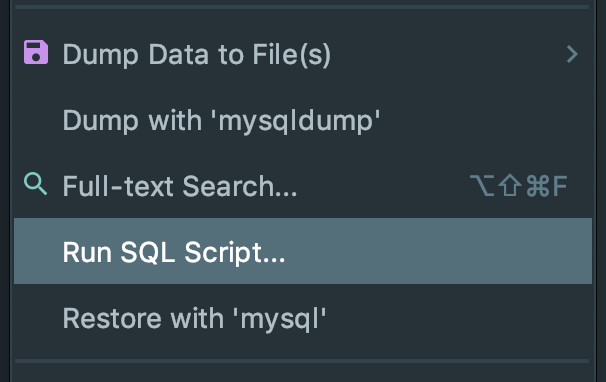 Dump Data to File(s)
Dump with 'mysqldump'
Full-text Search... ⌥⇧⌘F
Run SQL Script...
Restore with 'mysql'